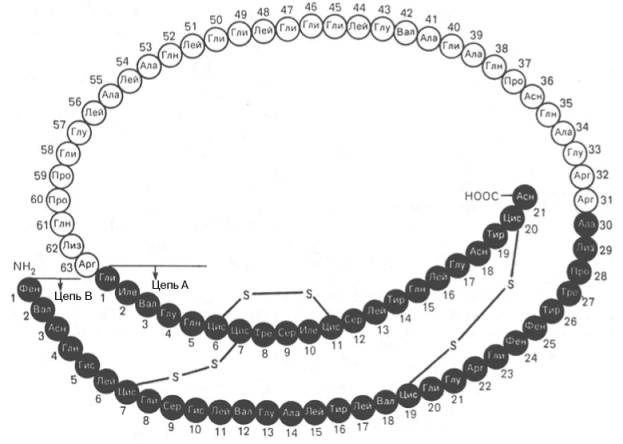 63 62 61 60 59 58 57 56 55 54 53 52 51 50 49 48 47 46 45 44 43 42 41 40 39 38 37 36 35 34 33 32 31
Арг Лиз Глн Про Про Гли Глу Лей Ала Лей Ала Глн Лей Гли Гли Лей Гли Гли Гли Лей Глу Вал Ала Гли Ала Глн Про Асн Глн Ала Глу Арг Арг
HOOC
NH2
Цепь А
Цепь В
Гли Иле Вал Глу Глн Цис Цис Тре Сер Иле Цис Сер Лей Тир Глн Лей Глу Асн Тир Цис Асн
1 2 3 4 5 6 7 8 9 10 11 12 13 14 15 16 17 18 19 20 21
S S
S S
S S
Фен Вал Асн Глн Гис Лей Цис Гли Сер Гис Лей Вал Глу Ала Лей Тир Лей Вал Цис Гли Глу Арг Гли Фен Фен Тир Тре Про Лиз Ала
1 2 3 4 5 6 7 8 9 10 11 12 13 14 15 16 17 18 19 20 21 22 23 24 25 26 27 28 29 30